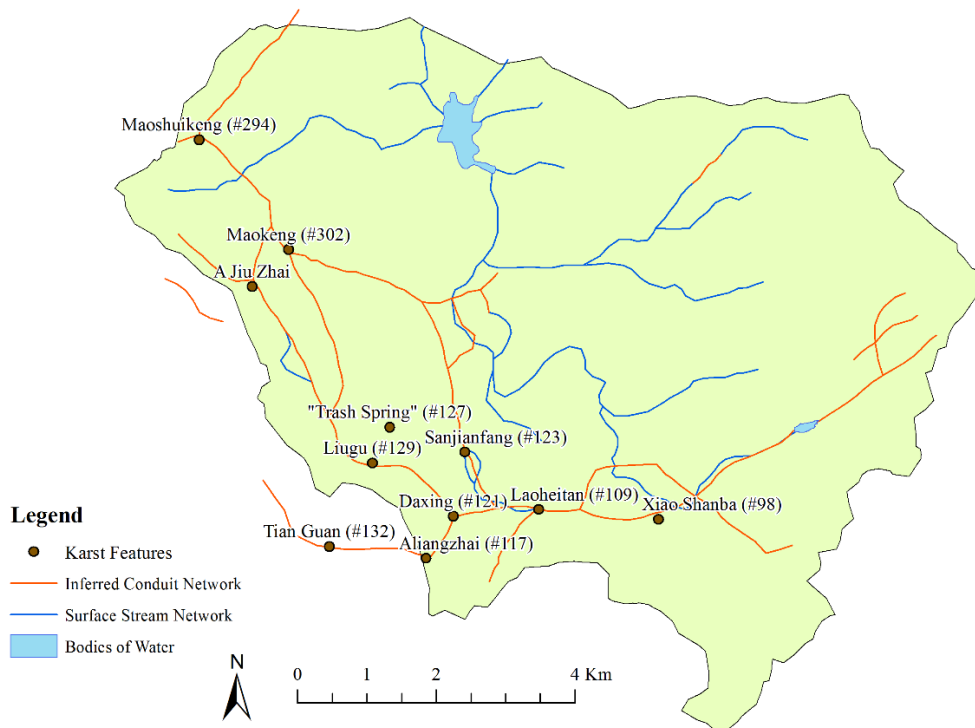 Maoshuikeng (#294)
Maokeng (#302)
A Jiu Zhai
"Trash Spring" (#127)
Sanjianfang (#123)
Liugu (#129)
Daxing (#121)
Laoheitan (#109)
Xiao Shanba (#98)
Tian Guan (#132)
Aliangzhai (#117)
Legend
Karst Features
Inferred Conduit Network
Surface Stream Network
Bodies of Water
N
0 1 2 4 Km